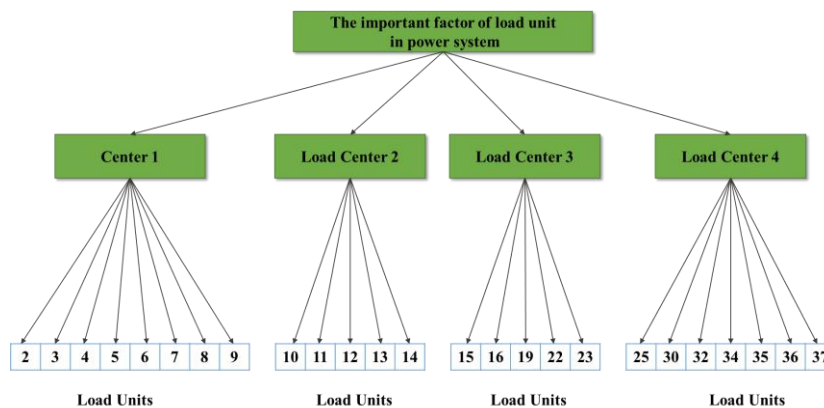 The important factor of load unit
in power system
Center 1
Load Center 2
Load Center 3
Load Center 4
2 3 4 5 6 7 8 9
10 11 12 13 14
15 16 19 22 23
25 30 32 34 35 36 37
Load Units
Load Units
Load Units
Load Units